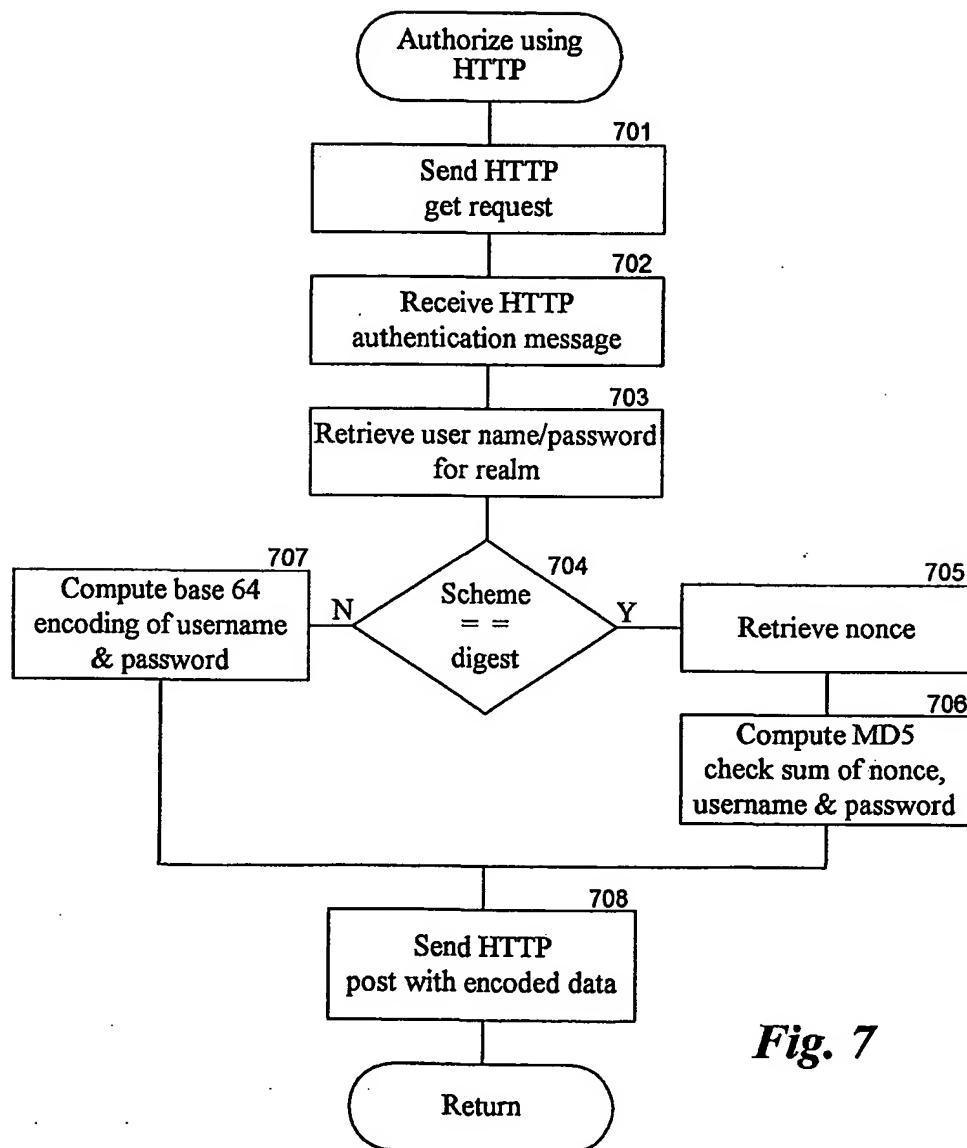 Authorize using
HTTP
701
Send HTTP
get request
702
Receive HTTP
authentication message
703
Retrieve user name/password
for realm
704
Scheme
= =
digest
N
Y
707
Compute base 64
encoding of username
& password
705
Retrieve nonce
706
Compute MD5
check sum of nonce,
username & password
708
Send HTTP
post with encoded data
Return
Fig. 7